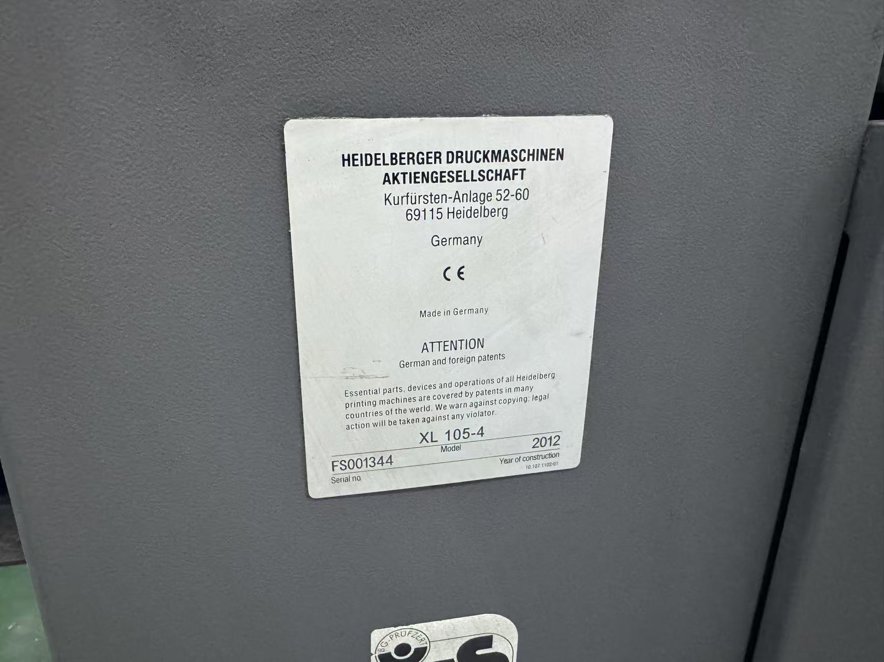 HEIDELBERGER DRUCKMASCHINEN
AKTIENGESELLSCHAFT
Kurfürsten-Anlage 52-60
69115 Heidelberg
Germany
CE
Made in Germany
ATTENTION
German and foreign patents
Essential parts, devices and operations of all Heidelberg
printing machines are covered by patents in many
countries of the world. We warn against copying; legal
action will be taken against any violator.
XL 105-4
Model
FS001344
2012
Serial no
Year of construction
BG-PRÜFZERT